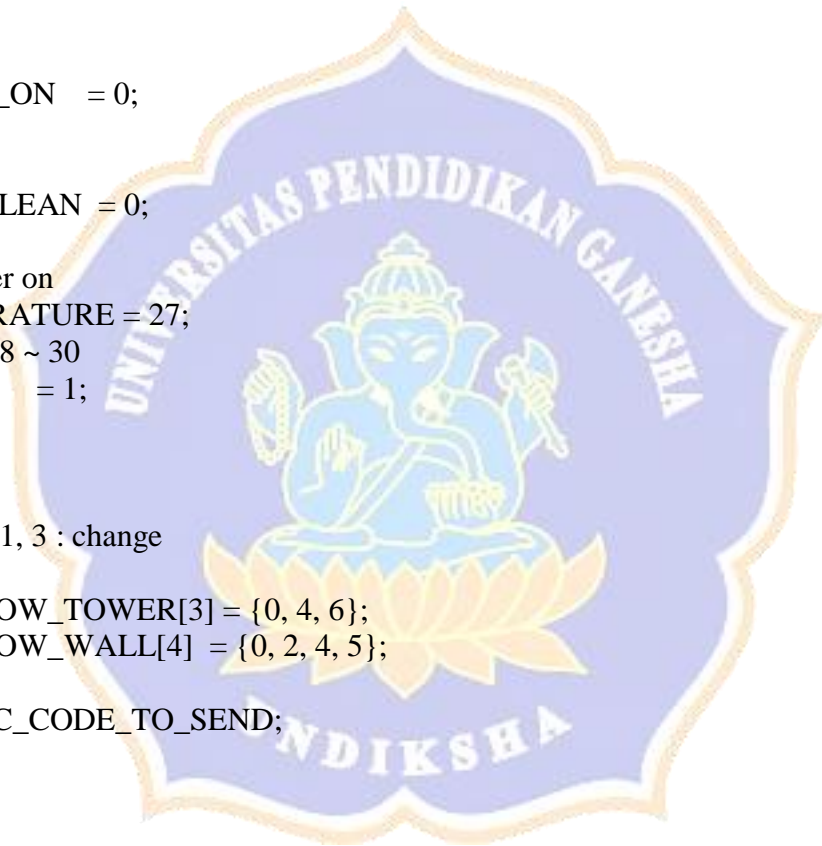 _ON = 0;
LEAN = 0;
er on
RATURE = 27;
8 ~ 30
= 1;
1, 3 : change
OW_TOWER[3] = {0, 4, 6};
OW_WALL[4] = {0, 2, 4, 5};
C_CODE_TO_SEND;
UNIVERSITAS PENDIDIKAN GANESHA
UNDIKSHA